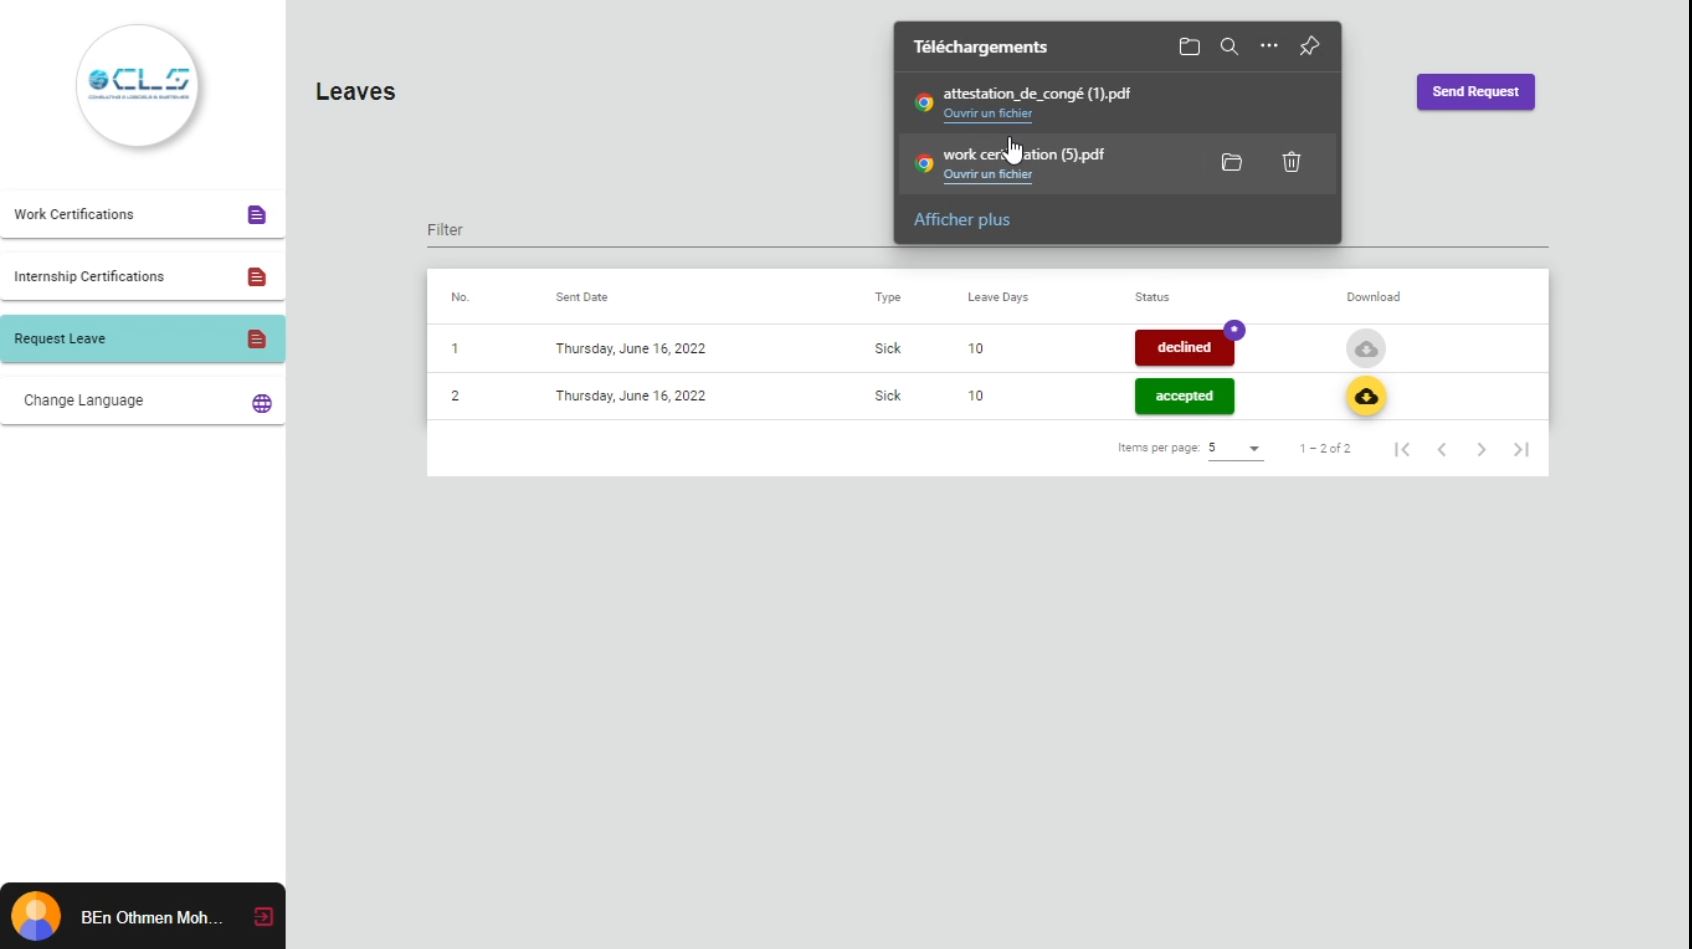 CLS
Leaves
Téléchargements
attestation_de_congé (1).pdf
Ouvrir un fichier
work cer ation (5).pdf
Ouvrir un fichier
Afficher plus
Send Request
Work Certifications
Internship Certifications
Request Leave
Change Language
Filter
No. Sent Date Type Leave Days Status Download
1 Thursday, June 16, 2022 Sick 10 declined
2 Thursday, June 16, 2022 Sick 10 accepted
Items per page: 5 1 – 2 of 2
BEn Othmen Moh...